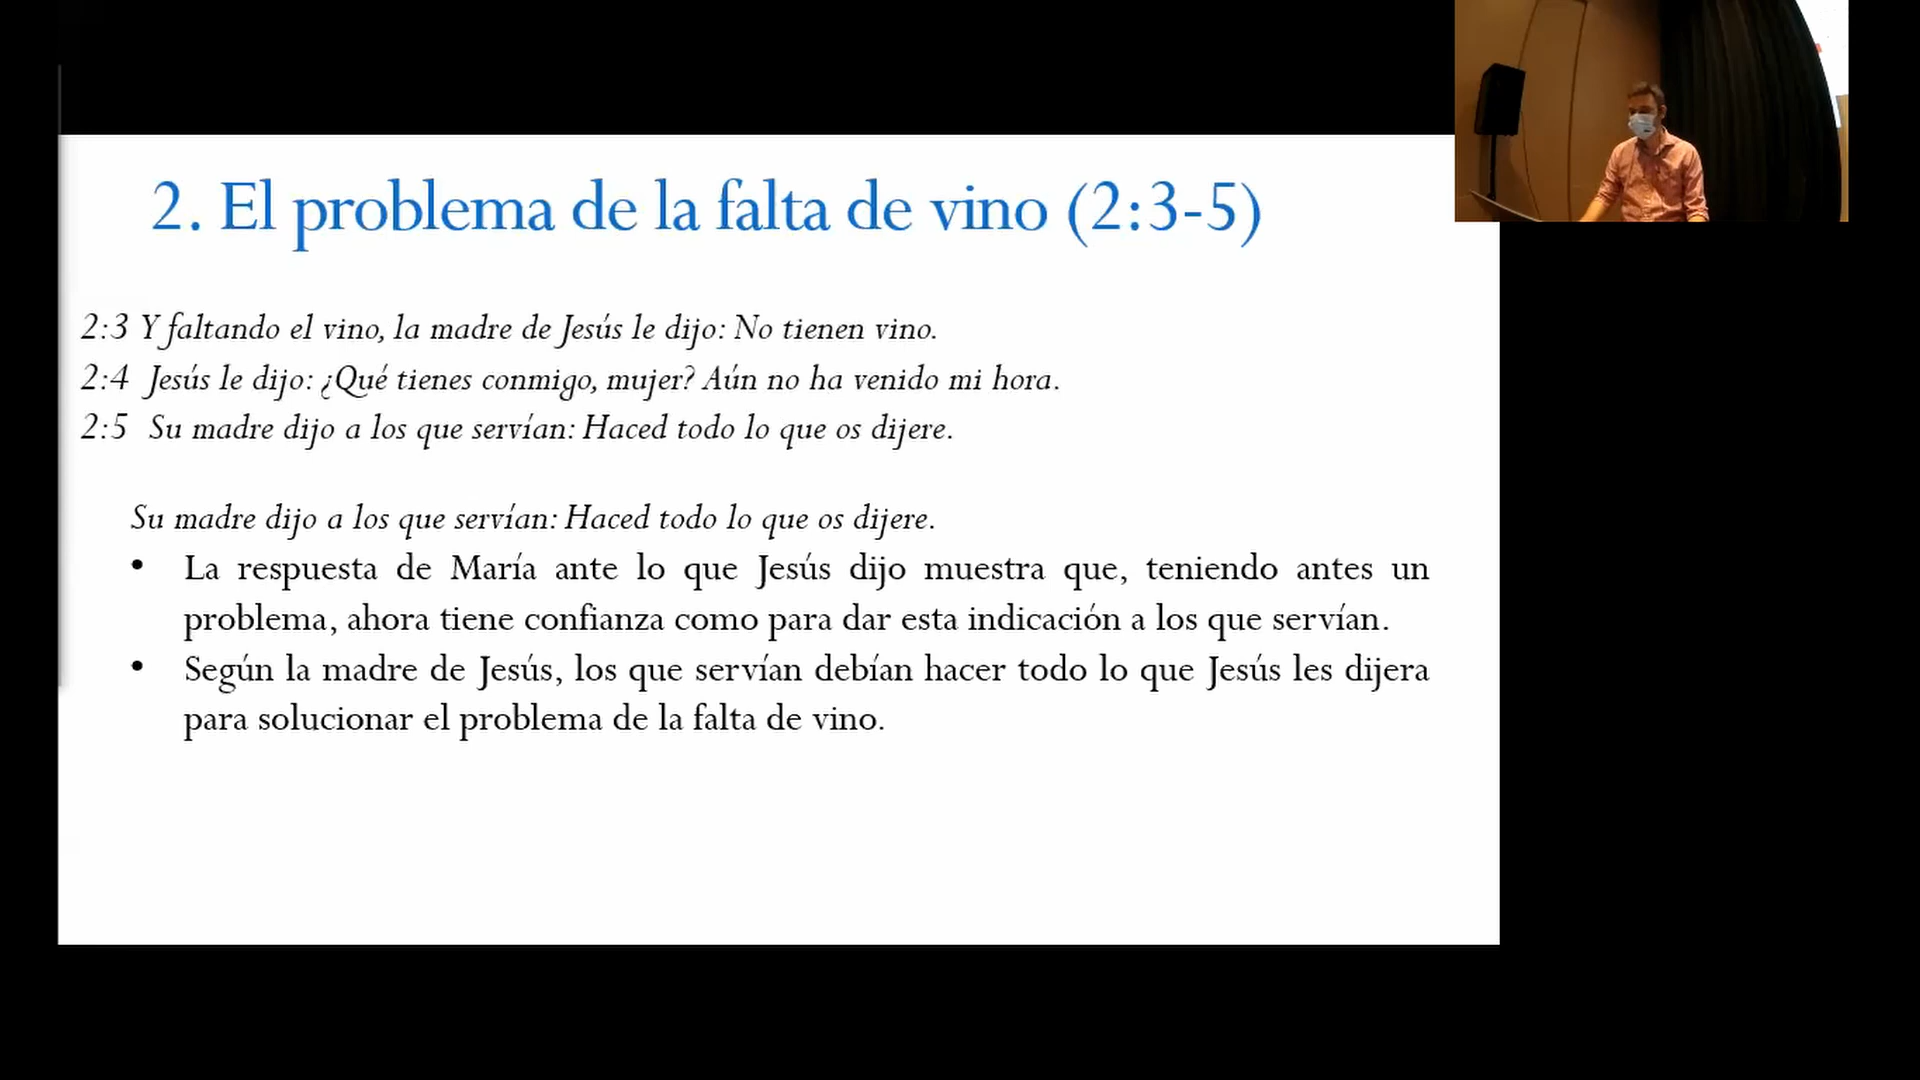 2. El problema de la falta de vino (2:3-5)
2:3 Y faltando el vino, la madre de Jesús le dijo: No tienen vino.
2:4 Jesús le dijo: ¿Qué tienes conmigo, mujer? Aún no ha venido mi hora.
2:5 Su madre dijo a los que servían: Haced todo lo que os dijere.
Su madre dijo a los que servían: Haced todo lo que os dijere.
• La respuesta de María ante lo que Jesús dijo muestra que, teniendo antes un
problema, ahora tiene confianza como para dar esta indicación a los que servían.
• Según la madre de Jesús, los que servían debían hacer todo lo que Jesús les dijera
para solucionar el problema de la falta de vino.